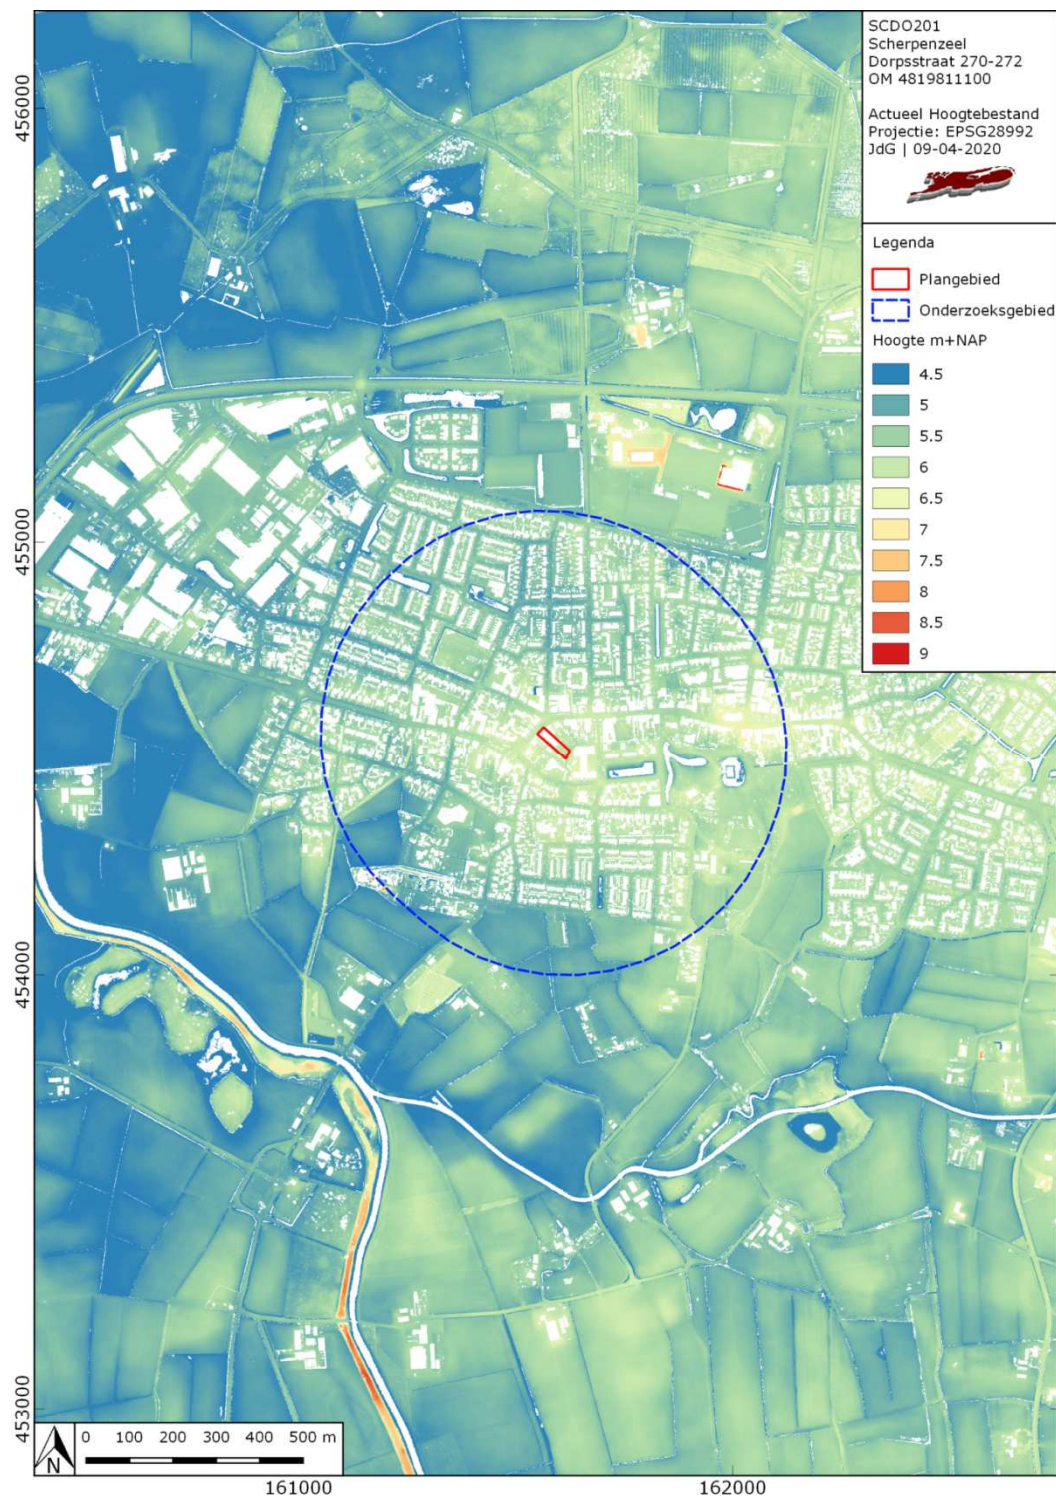 SCDO201
Scherpenzeel
Dorpsstraat 270-272
OM 4819811100
Actueel Hoogtebestand
Projectie: EPSG28992
JdG | 09-04-2020
Legenda
Plangebied
Onderzoeksgebied
Hoogte m+NAP
4.5
5
5.5
6
6.5
7
7.5
8
8.5
9
456000
455000
454000
453000
N
0 100 200 300 400 500 m
161000 162000